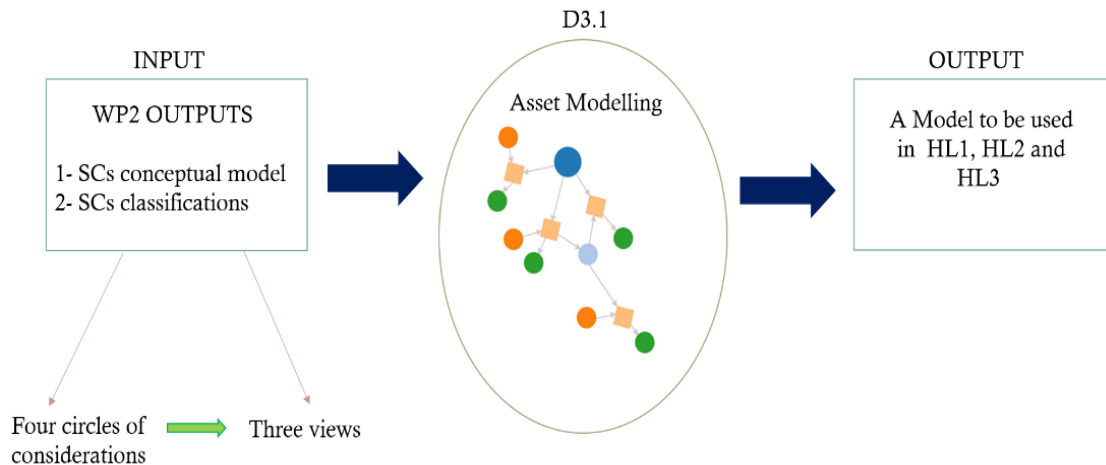 D3.1
INPUT
OUTPUT
WP2 OUTPUTS
1- SCs conceptual model
2- SCs classifications
Asset Modelling
A Model to be used
in HL1, HL2 and
HL3
Four circles of
considerations
Three views